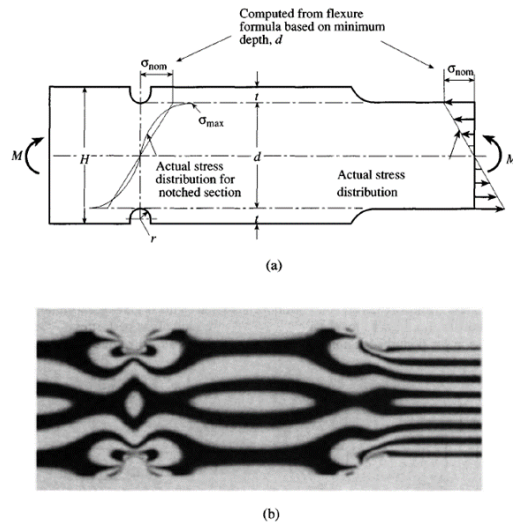 Computed from flexure
formula based on minimum
depth, d
σnom
σnom
t
σmax
M
H
d
M
Actual stress
distribution for
notched section
Actual stress
distribution
r
t
(a)
(b)